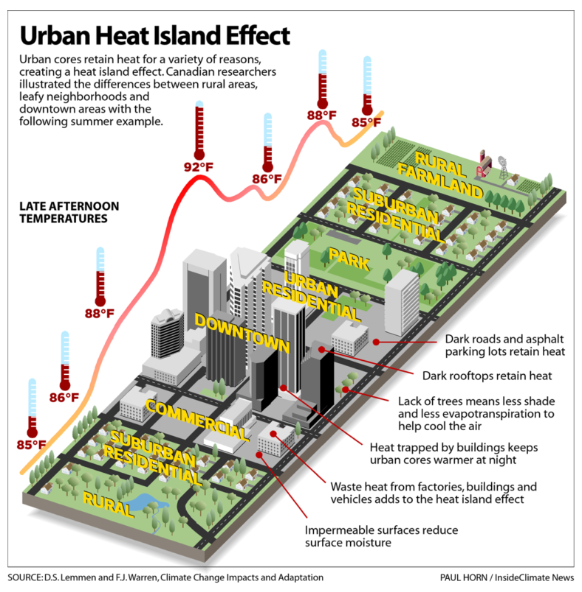 Urban Heat Island Effect
Urban cores retain heat for a variety of reasons,
creating a heat island effect. Canadian researchers
illustrated the differences between rural areas,
leafy neighborhoods and
downtown areas with the
following summer example.
88°F
85°F
92°F
86°F
LATE AFTERNOON
TEMPERATURES
88°F
86°F
85°F
RURAL
FARMLAND
SUBURBAN
RESIDENTIAL
PARK
URBAN
RESIDENTIAL
DOWNTOWN
COMMERCIAL
SUBURBAN
RESIDENTIAL
RURAL
Dark roads and asphalt
parking lots retain heat
Dark rooftops retain heat
Lack of trees means less shade
and less evapotranspiration to
help cool the air
Heat trapped by buildings keeps
urban cores warmer at night
Waste heat from factories, buildings and
vehicles adds to the heat island effect
Impermeable surfaces reduce
surface moisture
SOURCE: D.S. Lemmen and F.J. Warren, Climate Change Impacts and Adaptation
PAUL HORN / InsideClimate News